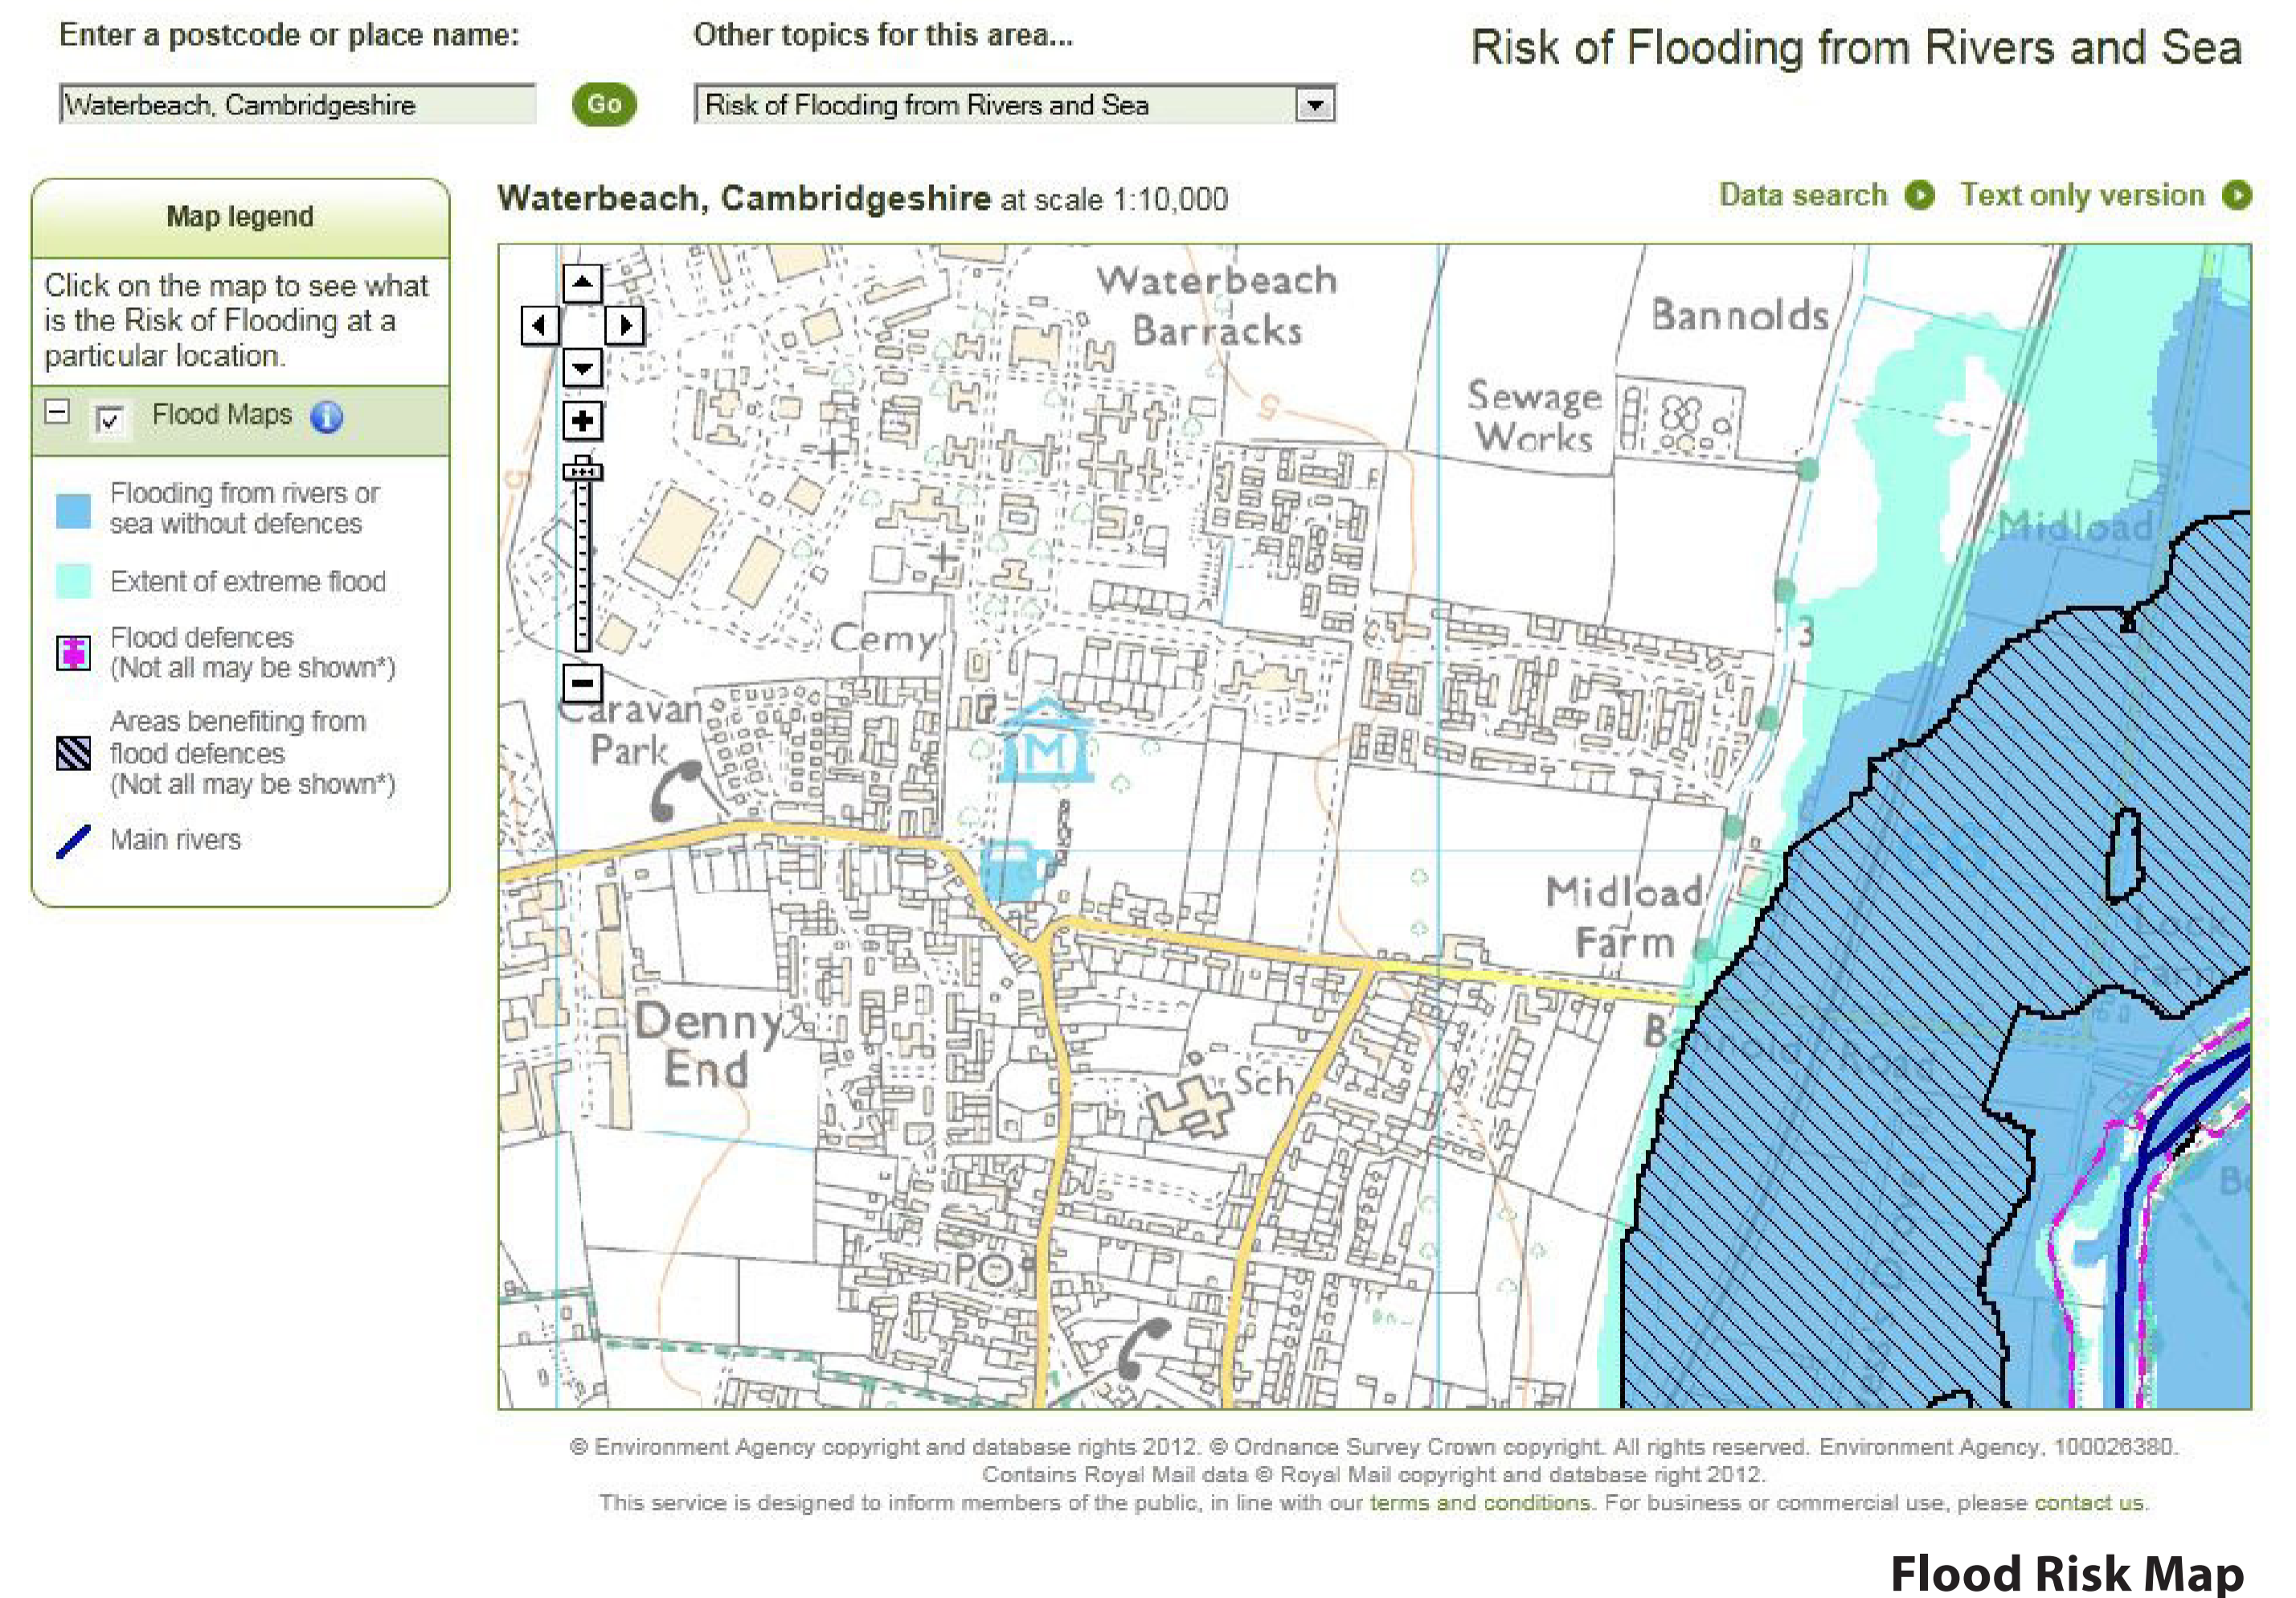 Enter a postcode or place name:
Other topics for this area...
Risk of Flooding from Rivers and Sea
Waterbeach, Cambridgeshire
Go
Risk of Flooding from Rivers and Sea
Map legend
Click on the map to see what
is the Risk of Flooding at a
particular location.
Flood Maps
i
Flooding from rivers or
sea without defences
Extent of extreme flood
Flood defences
(Not all may be shown*)
Areas benefiting from
flood defences
(Not all may be shown*)
Main rivers
Waterbeach, Cambridgeshire at scale 1:10,000
Data search
Text only version
Waterbeach
Barracks
Bannolds
Sewage
Works
5
5
Midload
Cemy
3
Caravan
Park
M
Midload
Farm
Lock
Farm
Denny
End
Sch
Road
PO
© Environment Agency copyright and database rights 2012. © Ordnance Survey Crown copyright. All rights reserved. Environment Agency, 100026380.
Contains Royal Mail data © Royal Mail copyright and database right 2012.
This service is designed to inform members of the public, in line with our terms and conditions. For business or commercial use, please contact us.
Flood Risk Map